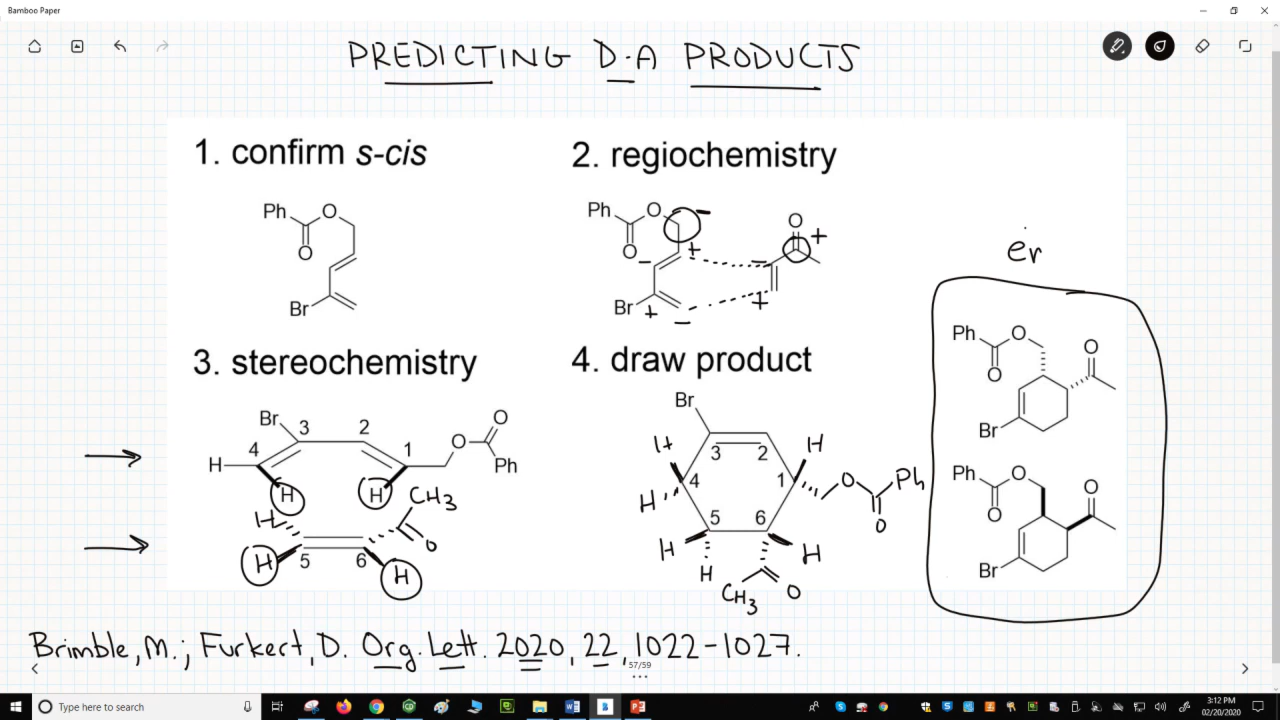 Bamboo Paper
PREDICTING D·A PRODUCTS
1. confirm s-cis
Ph
O
O
Br
2. regiochemistry
Ph
O
O
Br
O
−
+
−
+
−
−
+
+
er
3. stereochemistry
Br
3
2
4
1
H
H
H
O
O
Ph
H
CH3
O
H
5
6
H
4. draw product
Br
H
3
2
H
4
1
H
O
Ph
O
5
6
H
H
H
CH3
O
Ph
O
O
O
Br
Ph
O
O
O
Br
Brimble, M.; Furkert, D. Org. Lett. 2020, 22, 1022-1027.
57/59
Type here to search
3:12 PM
02/20/2020